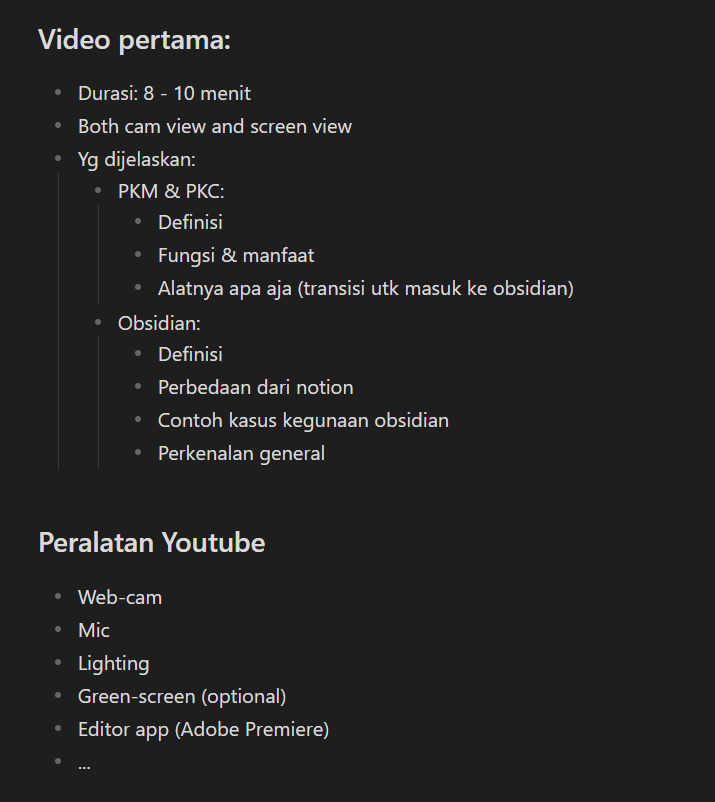 Video pertama:
Durasi: 8 - 10 menit
Both cam view and screen view
Yg dijelaskan:
PKM & PKC:
Definisi
Fungsi & manfaat
Alatnya apa aja (transisi utk masuk ke obsidian)
Obsidian:
Definisi
Perbedaan dari notion
Contoh kasus kegunaan obsidian
Perkenalan general
Peralatan Youtube
Web-cam
Mic
Lighting
Green-screen (optional)
Editor app (Adobe Premiere)
...